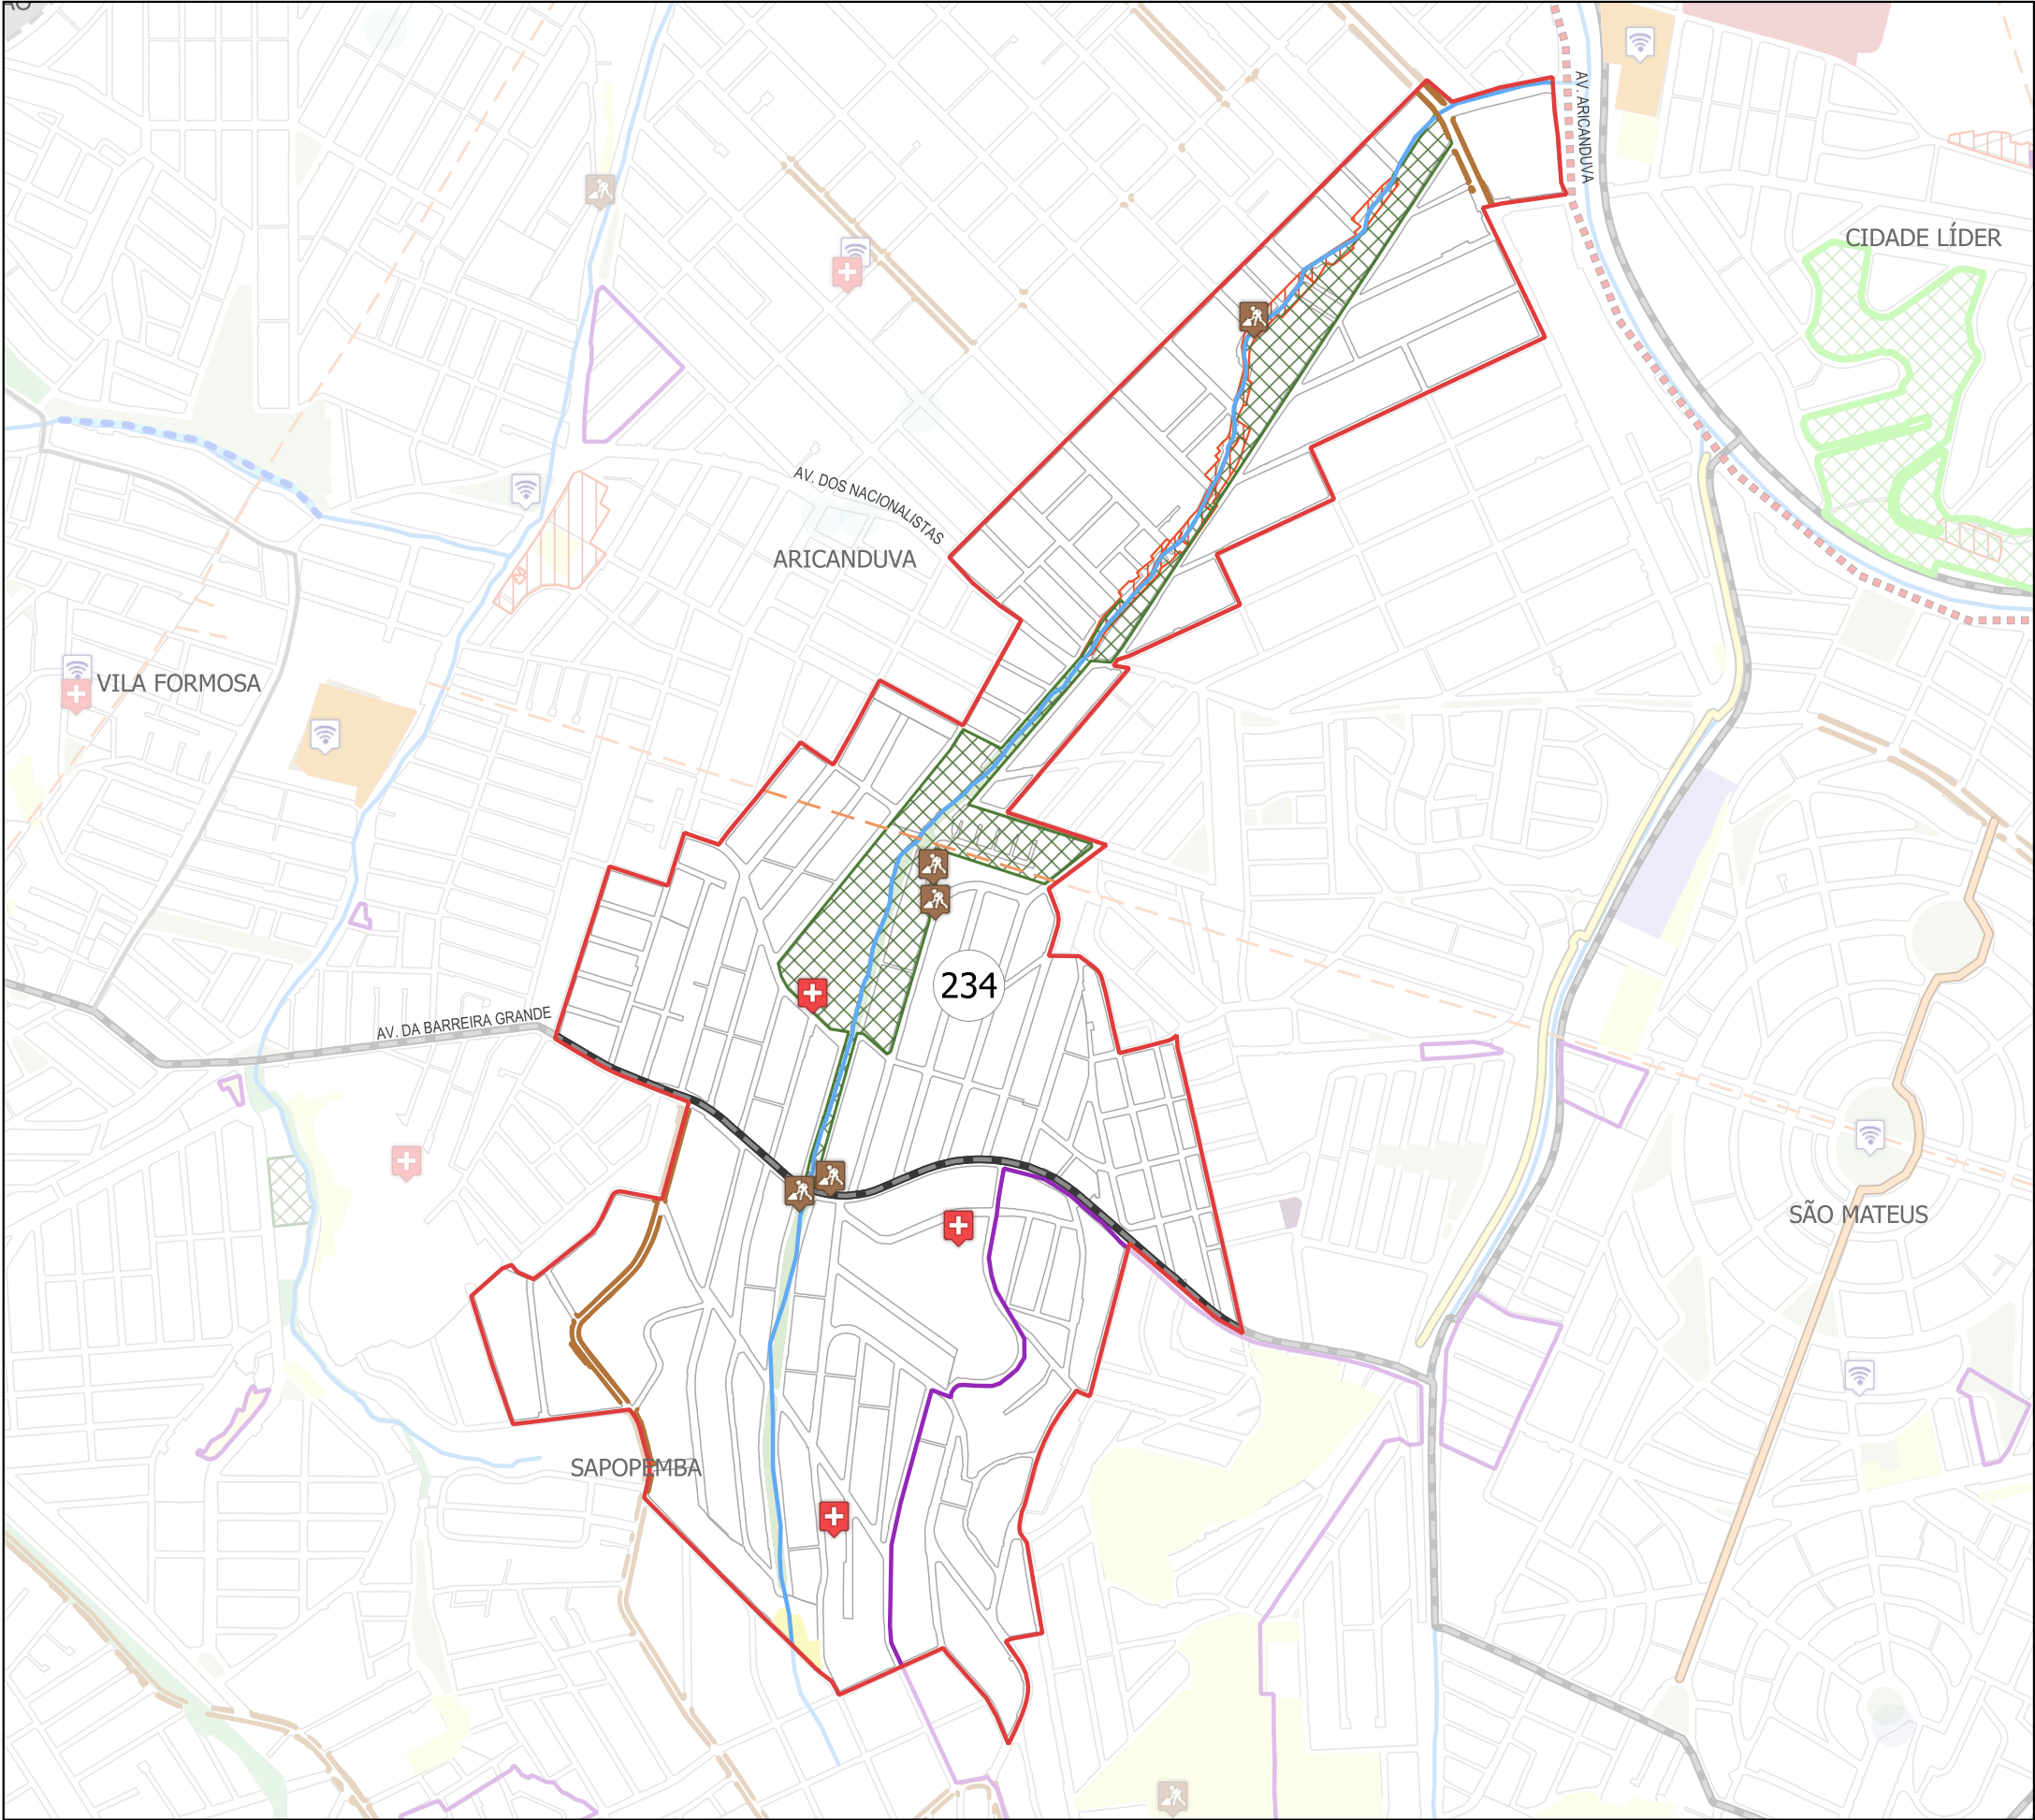 AV. ARICANDUVA
CIDADE LÍDER
AV. DOS NACIONALISTAS
ARICANDUVA
VILA FORMOSA
234
AV. DA BARREIRA GRANDE
SÃO MATEUS
SAPOPEMBA